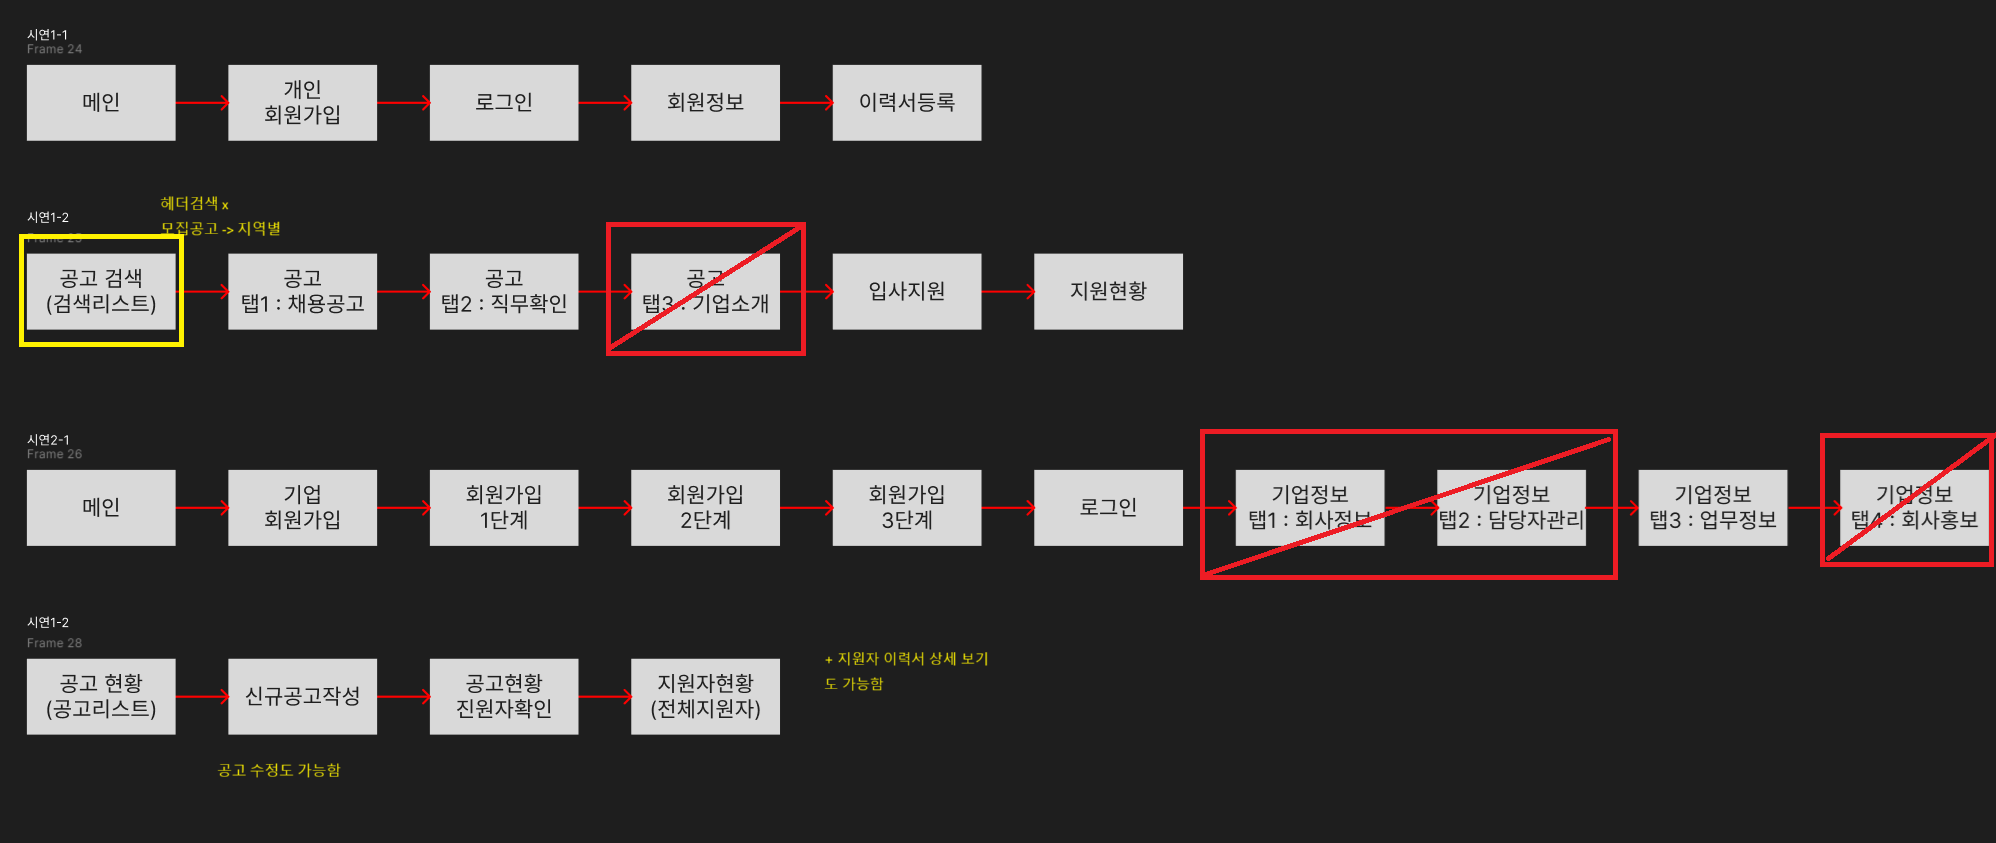 시연1-1
Frame 24
메인
개인
회원가입
로그인
회원정보
이력서등록
헤더검색 x
모집공고 -> 지역별
시연1-2
Frame 25
공고 검색
(검색리스트)
공고
탭1 : 채용공고
공고
탭2 : 직무확인
공고
탭3 : 기업소개
입사지원
지원현황
시연2-1
Frame 26
메인
기업
회원가입
회원가입
1단계
회원가입
2단계
회원가입
3단계
로그인
기업정보
탭1 : 회사정보
기업정보
탭2 : 담당자관리
기업정보
탭3 : 업무정보
기업정보
탭4 : 회사홍보
시연1-2
Frame 28
공고 현황
(공고리스트)
신규공고작성
공고현황
진원자확인
지원자현황
(전체지원자)
+ 지원자 이력서 상세 보기
도 가능함
공고 수정도 가능함